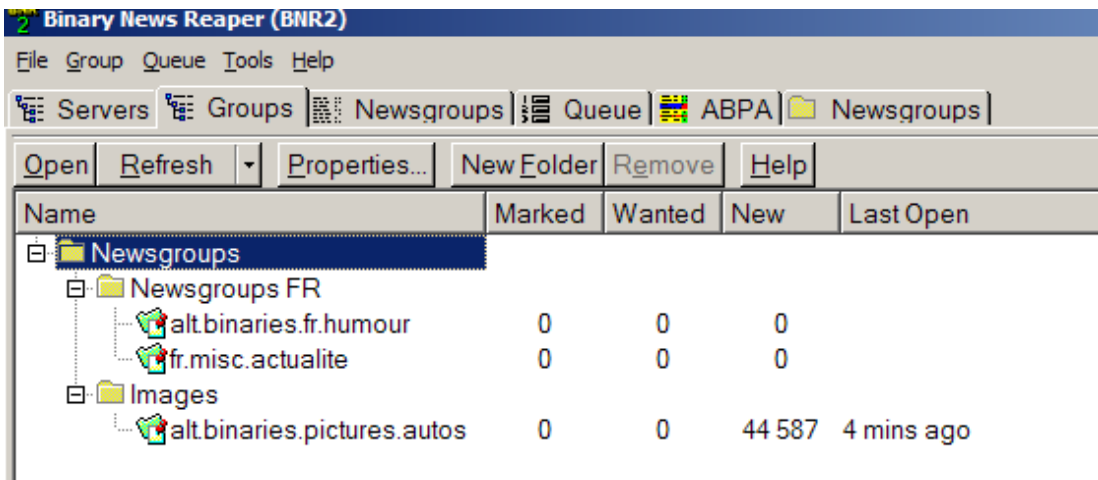 2 Binary News Reaper (BNR2)
File Group Queue Tools Help
Servers Groups Newsgroups Queue ABPA Newsgroups
Open Refresh Properties... New Folder Remove Help
Name Marked Wanted New Last Open
Newsgroups
Newsgroups FR
alt.binaries.fr.humour 0 0 0
fr.misc.actualite 0 0 0
Images
alt.binaries.pictures.autos 0 0 44 587 4 mins ago